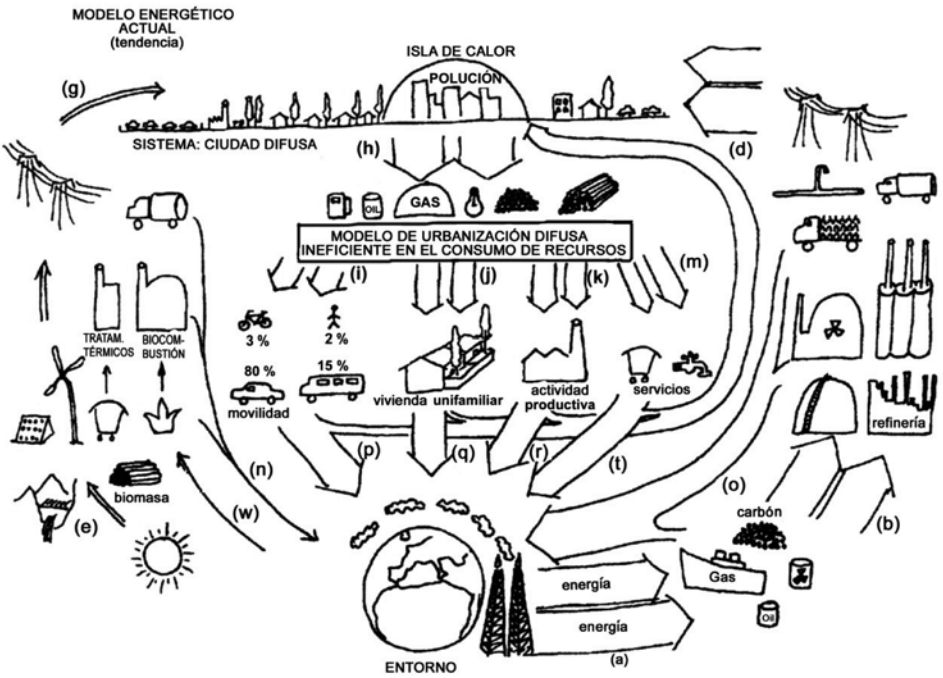 MODELO ENERGÉTICO
ACTUAL
(tendencia)
ISLA DE CALOR
POLUCIÓN
(g)
SISTEMA: CIUDAD DIFUSA
(h)
(d)
OIL
GAS
MODELO DE URBANIZACIÓN DIFUSA
INEFICIENTE EN EL CONSUMO DE RECURSOS
(i)
(j)
(k)
(m)
3 %
2 %
80 %
15 %
movilidad
vivienda unifamiliar
actividad
productiva
servicios
TRATAM.
TÉRMICOS
BIOCOM-
BUSTIÓN
refinería
(p)
(q)
(r)
(t)
(n)
(w)
(o)
(b)
biomasa
(e)
carbón
Gas
Oil
energía
energía
(a)
ENTORNO